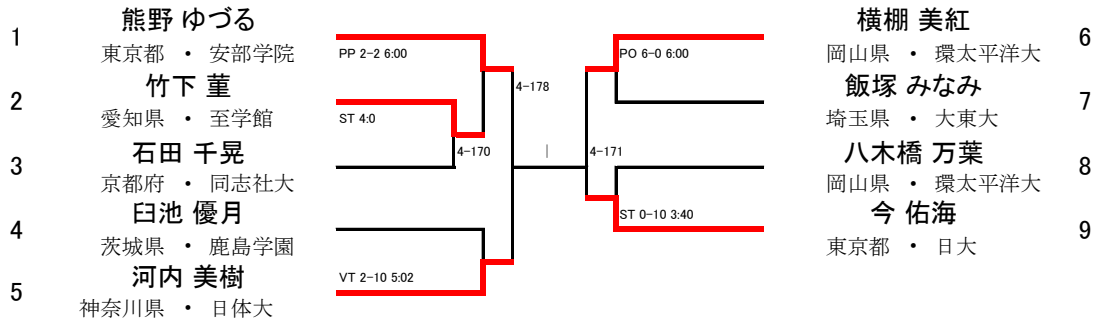 1
熊野 ゆづる
東京都 ・ 安部学院
2
竹下 菫
愛知県 ・ 至学館
3
石田 千晃
京都府 ・ 同志社大
4
臼池 優月
茨城県 ・ 鹿島学園
5
河内 美樹
神奈川県 ・ 日体大
PP 2-2 6:00
ST 4:0
4-170
VT 2-10 5:02
4-178
4-171
PO 6-0 6:00
ST 0-10 3:40
横棚 美紅
6
岡山県 ・ 環太平洋大
飯塚 みなみ
7
埼玉県 ・ 大東大
八木橋 万葉
8
岡山県 ・ 環太平洋大
今 佑海
9
東京都 ・ 日大